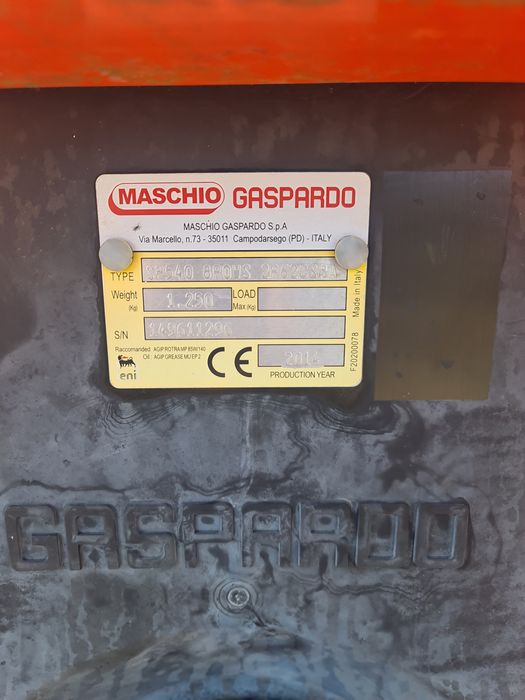 MASCHIO GASPARDO
MASCHIO GASPARDO S.p.A
Via Marcello, n.73 - 35011 Campodarsego (PD) - ITALY
TYPE
Weight (Kg) 1.250 LOAD Max (Kg)
S/N 149611296
Raccomanded Oil : AGIP ROTRA MP 85W/140
AGIP GREASE MU EP 2
eni
CE
2014
PRODUCTION YEAR
F20200078 Made in Italy
GASPARDO